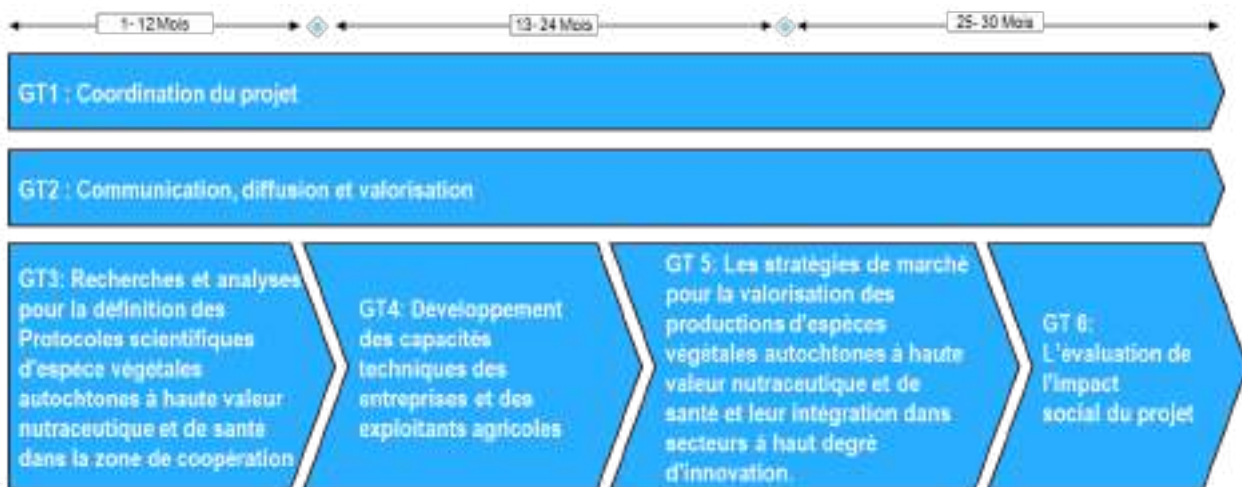 1- 12 Mois
13- 24 Mois
25- 30 Mois
GT1 : Coordination du projet
GT2 : Communication, diffusion et valorisation
GT3: Recherches et analyses
pour la définition des
Protocoles scientifiques
d'espèce végétales
autochtones à haute valeur
nutraceutique et de santé
dans la zone de coopération
GT4: Développement
des capacités
techniques des
entreprises et des
exploitants agricoles
GT 5: Les stratégies de marché
pour la valorisation des
productions d'espèces
végétales autochtones à haute
valeur nutraceutique et de
santé et leur intégration dans
secteurs à haut degrè
d'innovation.
GT 6:
L'évaluation de
l'impact
social du projet